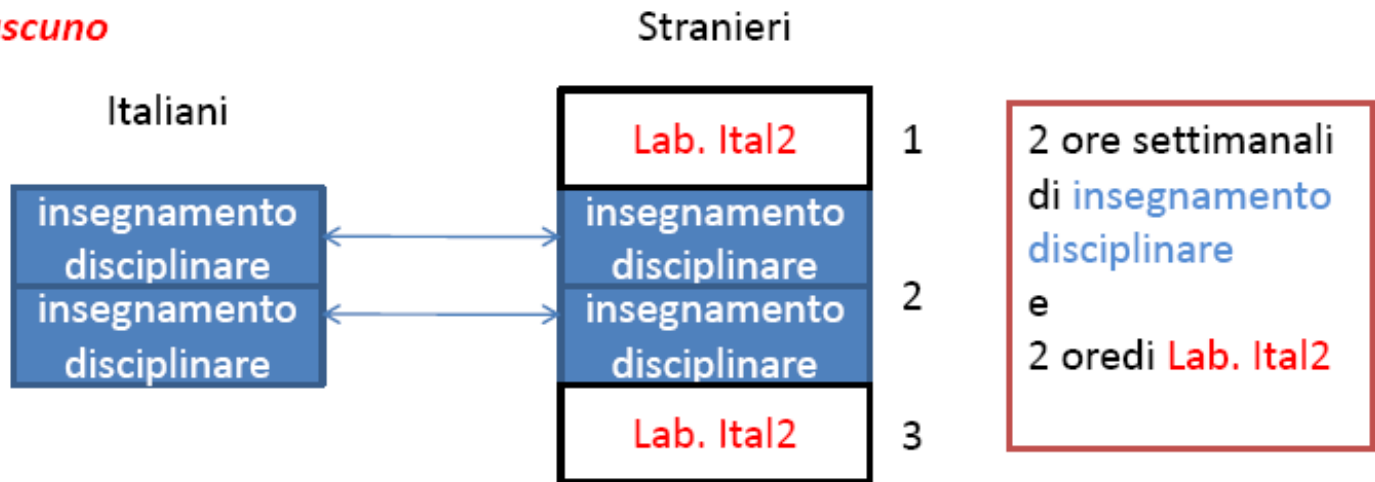 Stranieri
Italiani
insegnamento
disciplinare
insegnamento
disciplinare
Lab. Ital2
insegnamento
disciplinare
insegnamento
disciplinare
Lab. Ital2
1
2
3
2 ore settimanali
di insegnamento
disciplinare
e
2 oredi Lab. Ital2